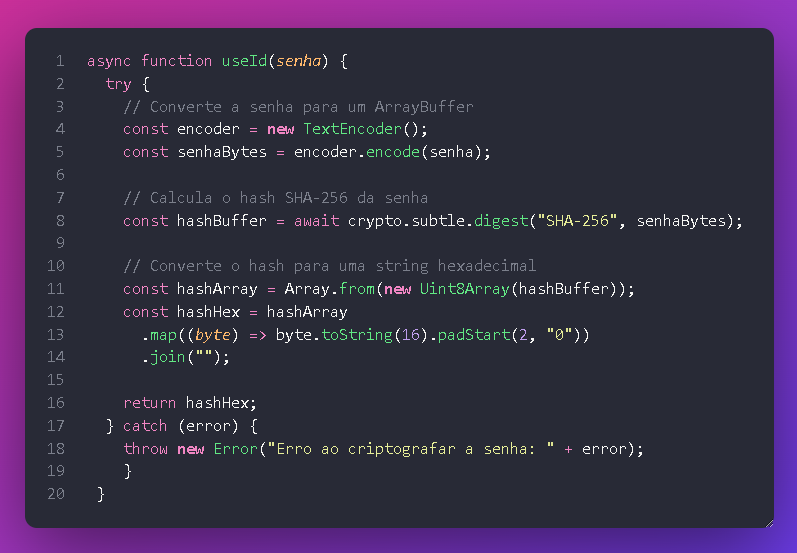 1 async function useId(senha) {
2 try {
3 // Converte a senha para um ArrayBuffer
4 const encoder = new TextEncoder();
5 const senhaBytes = encoder.encode(senha);
6
7 // Calcula o hash SHA-256 da senha
8 const hashBuffer = await crypto.subtle.digest("SHA-256", senhaBytes);
9
10 // Converte o hash para uma string hexadecimal
11 const hashArray = Array.from(new Uint8Array(hashBuffer));
12 const hashHex = hashArray
13 .map((byte) => byte.toString(16).padStart(2, "0"))
14 .join("");
15
16 return hashHex;
17 } catch (error) {
18 throw new Error("Erro ao criptografar a senha: " + error);
19 }
20 }